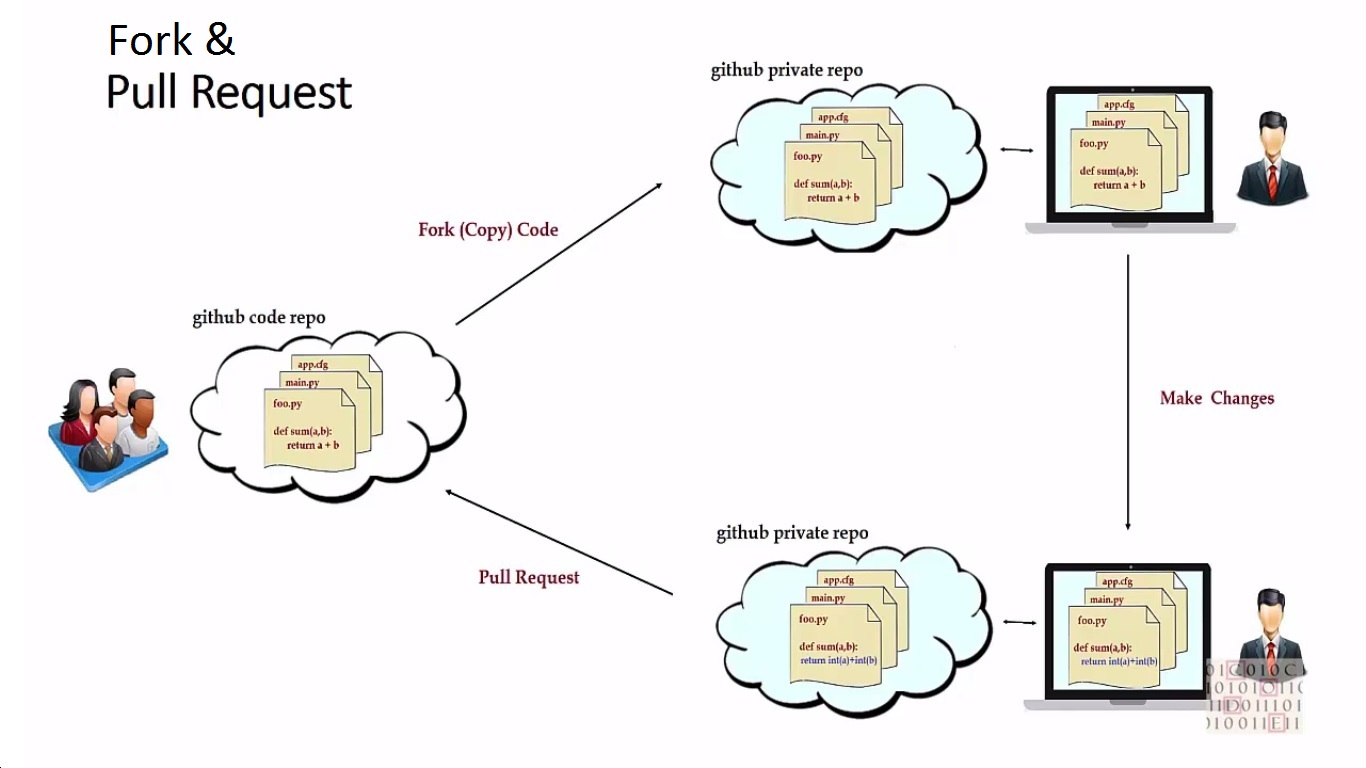 Fork &
Pull Request
github private repo
app.cfg
main.py
foo.py
def sum(a,b):
return a + b
app.cfg
main.py
foo.py
def sum(a,b):
return a + b
Fork (Copy) Code
github code repo
app.cfg
main.py
foo.py
def sum(a,b):
return a + b
Make Changes
Pull Request
github private repo
app.cfg
main.py
foo.py
def sum(a,b):
return int(a)+int(b)
app.cfg
main.py
foo.py
def sum(a,b):
return int(a)+int(b)